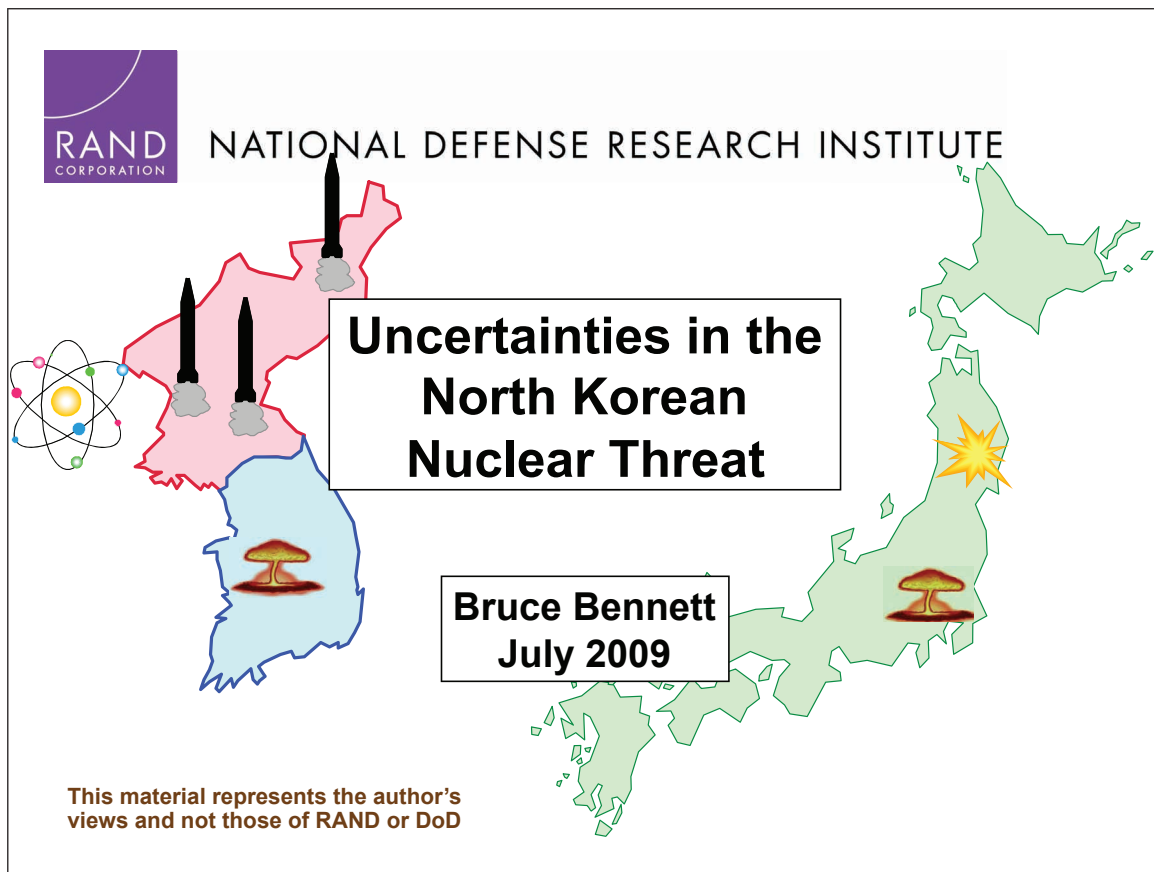 RAND
CORPORATION
NATIONAL DEFENSE RESEARCH INSTITUTE
Uncertainties in the
North Korean
Nuclear Threat
Bruce Bennett
July 2009
This material represents the author's
views and not those of RAND or DoD